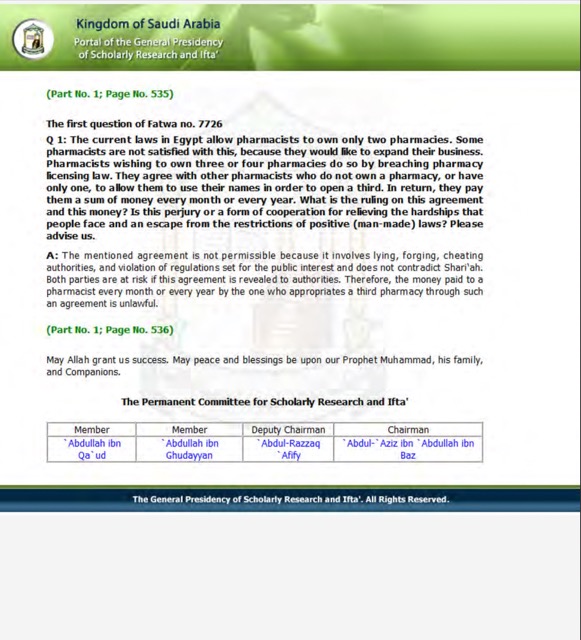 Kingdom of Saudi Arabia
Portal of the General Presidency
of Scholarly Research and Ifta'
(Part No. 1; Page No. 535)
The first question of Fatwa no. 7726
Q 1: The current laws in Egypt allow pharmacists to own only two pharmacies. Some
pharmacists are not satisfied with this, because they would like to expand their business.
Pharmacists wishing to own three or four pharmacies do so by breaching pharmacy
licensing law. They agree with other pharmacists who do not own a pharmacy, or have
only one, to allow them to use their names in order to open a third. In return, they pay
them a sum of money every month or every year. What is the ruling on this agreement
and this money? Is this perjury or a form of cooperation for relieving the hardships that
people face and an escape from the restrictions of positive (man-made) laws? Please
advise us.
A: The mentioned agreement is not permissible because it involves lying, forging, cheating
authorities, and violation of regulations set for the public interest and does not contradict Shari`ah.
Both parties are at risk if this agreement is revealed to authorities. Therefore, the money paid to a
pharmacist every month or every year by the one who appropriates a third pharmacy through such
an agreement is unlawful.
(Part No. 1; Page No. 536)
May Allah grant us success. May peace and blessings be upon our Prophet Muhammad, his family,
and Companions.
The Permanent Committee for Scholarly Research and Ifta'
Member Member Deputy Chairman Chairman
`Abdullah ibn `Abdullah ibn `Abdul-Razzaq `Abdul-`Aziz ibn `Abdullah ibn
Qa`ud Ghudayyan `Afify Baz
The General Presidency of Scholarly Research and Ifta'. All Rights Reserved.